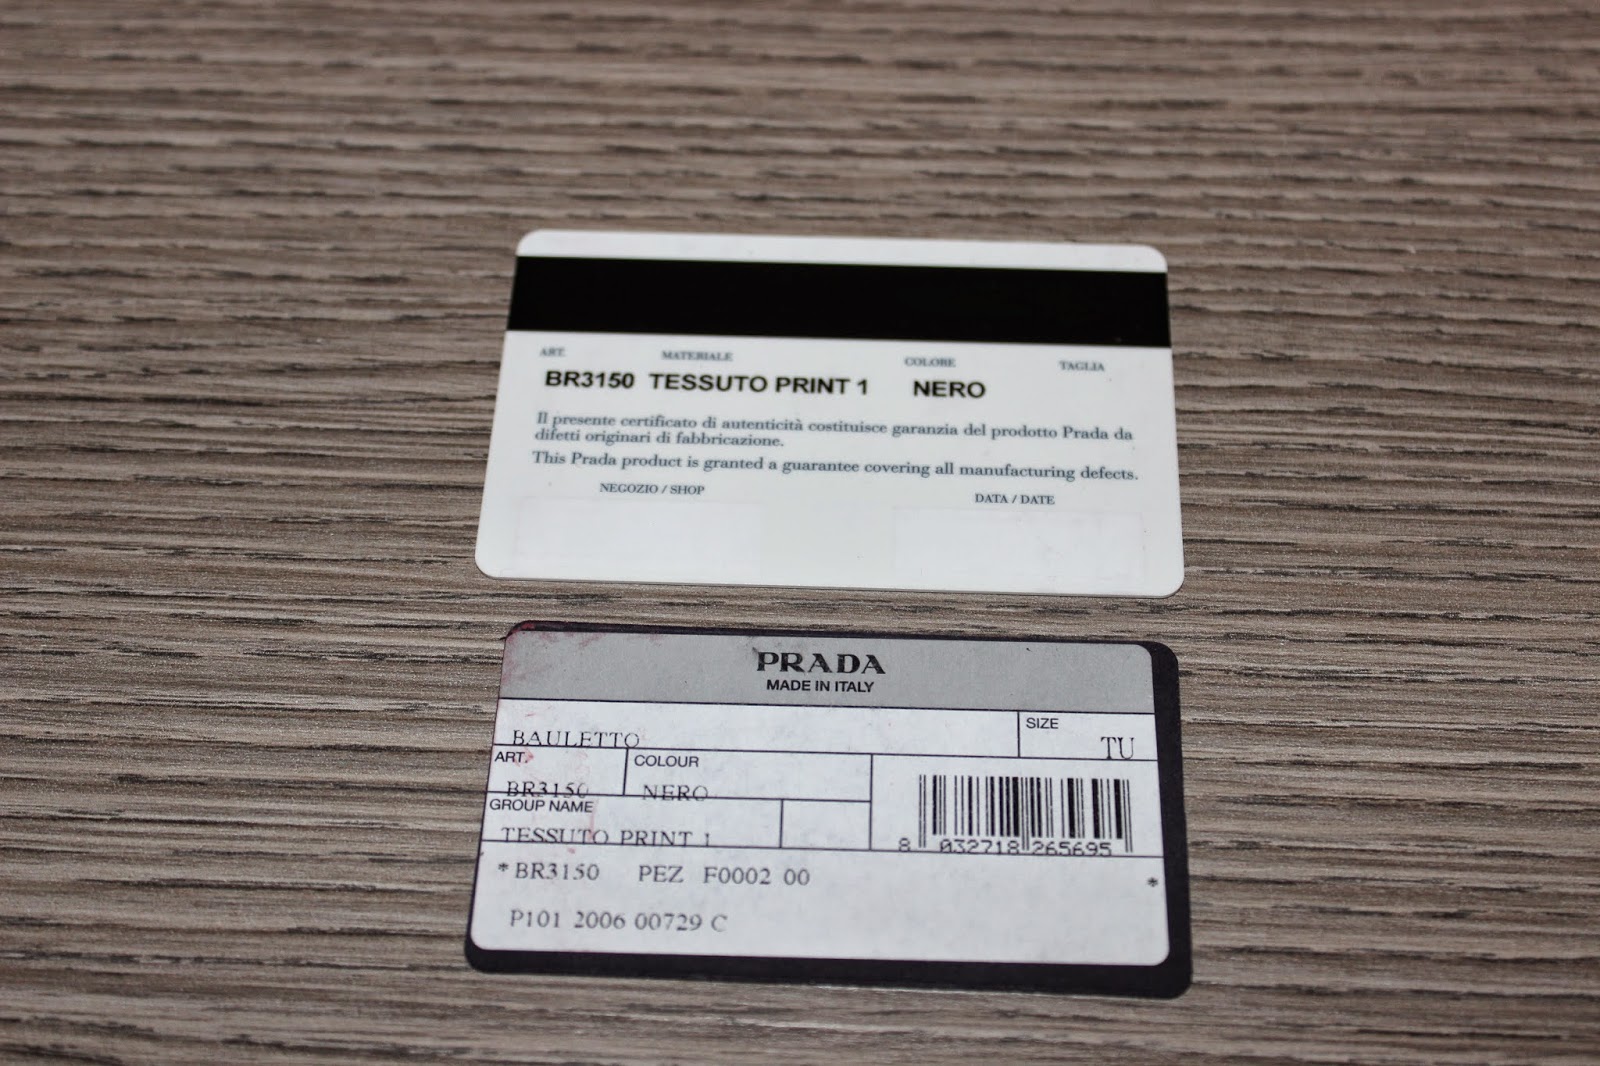 ART. MATERIALE COLORE TAGLIA
BR3150 TESSUTO PRINT 1 NERO
Il presente certificato di autenticità costituisce garanzia del prodotto Prada da
difetti originari di fabbricazione.
This Prada product is granted a guarantee covering all manufacturing defects.
NEGOZIO / SHOP DATA / DATE
PRADA
MADE IN ITALY
BAULETTO
SIZE
TU
ART.
BR3150
COLOUR
NERO
GROUP NAME
TESSUTO PRINT 1
8 032718 265695
*BR3150 PEZ F0002 00 *
P101 2006 00729 C